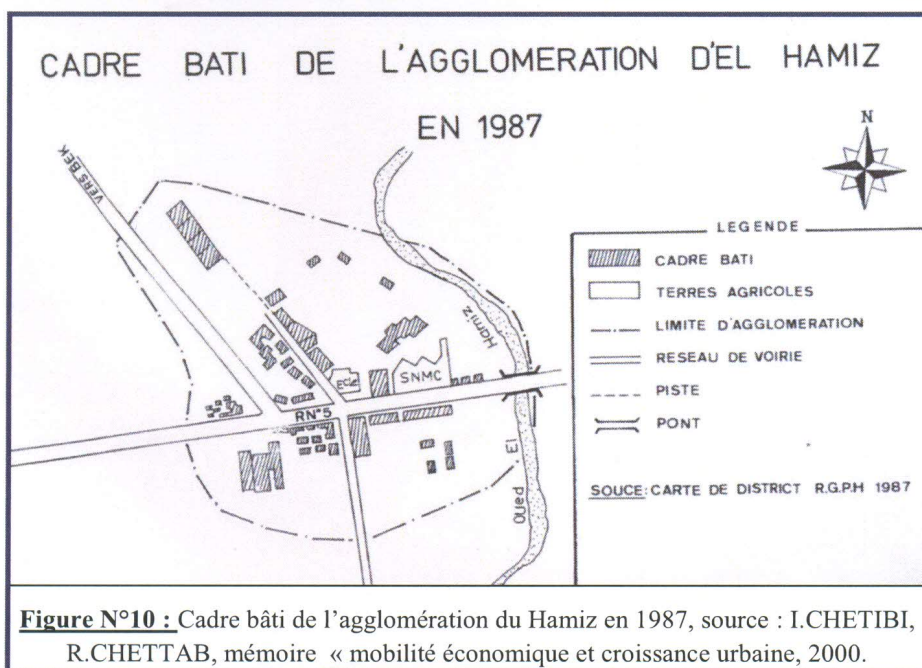 CADRE BATI DE L'AGGLOMERATION D'EL HAMIZ
EN 1987
N
VERS BEK
LEGENDE
CADRE BATI
TERRES AGRICOLES
LIMITE D'AGGLOMERATION
RESEAU DE VOIRIE
PISTE
PONT
SOUCE: CARTE DE DISTRICT R.G.P.H 1987
Oued El Hamiz
SNMC
RN°5
Figure N°10 : Cadre bâti de l'agglomération du Hamiz en 1987, source : I.CHETIBI,
R.CHETTAB, mémoire « mobilité économique et croissance urbaine, 2000.